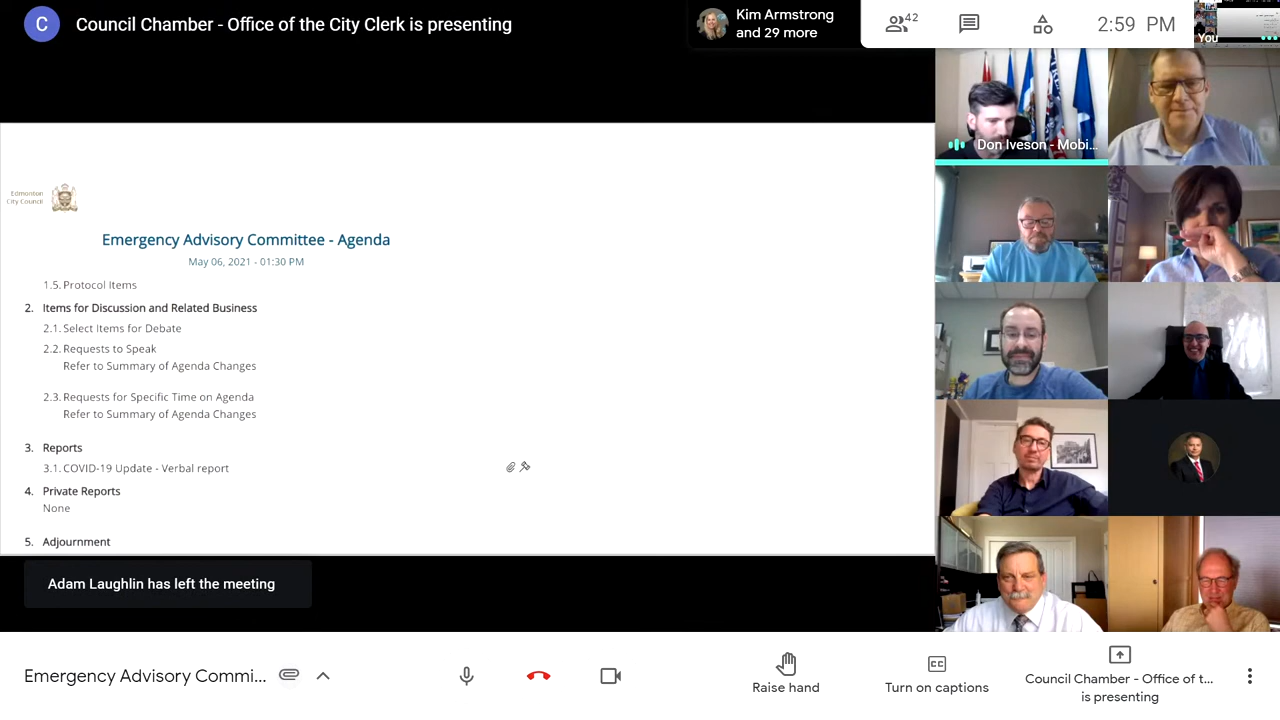 C
Council Chamber - Office of the City Clerk is presenting
Kim Armstrong
and 29 more
42
2:59 PM
You
Don Iveson - Mobi...
Edmonton
City Council
Emergency Advisory Committee - Agenda
May 06, 2021 - 01:30 PM
1.5. Protocol Items
2. Items for Discussion and Related Business
2.1. Select Items for Debate
2.2. Requests to Speak
Refer to Summary of Agenda Changes
2.3. Requests for Specific Time on Agenda
Refer to Summary of Agenda Changes
3. Reports
3.1. COVID-19 Update - Verbal report
4. Private Reports
None
5. Adjournment
Adam Laughlin has left the meeting
Emergency Advisory Commi...
Raise hand
CC
Turn on captions
Council Chamber - Office of t...
is presenting